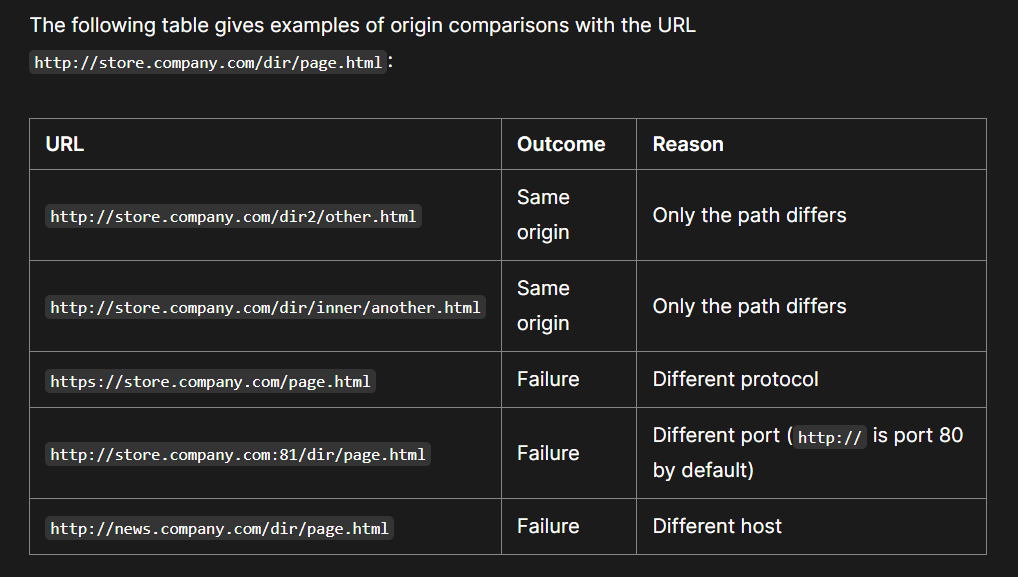 The following table gives examples of origin comparisons with the URL
http://store.company.com/dir/page.html:
URL Outcome Reason
http://store.company.com/dir2/other.html Same origin Only the path differs
http://store.company.com/dir/inner/another.html Same origin Only the path differs
https://store.company.com/page.html Failure Different protocol
http://store.company.com:81/dir/page.html Failure Different port (http:// is port 80 by default)
http://news.company.com/dir/page.html Failure Different host